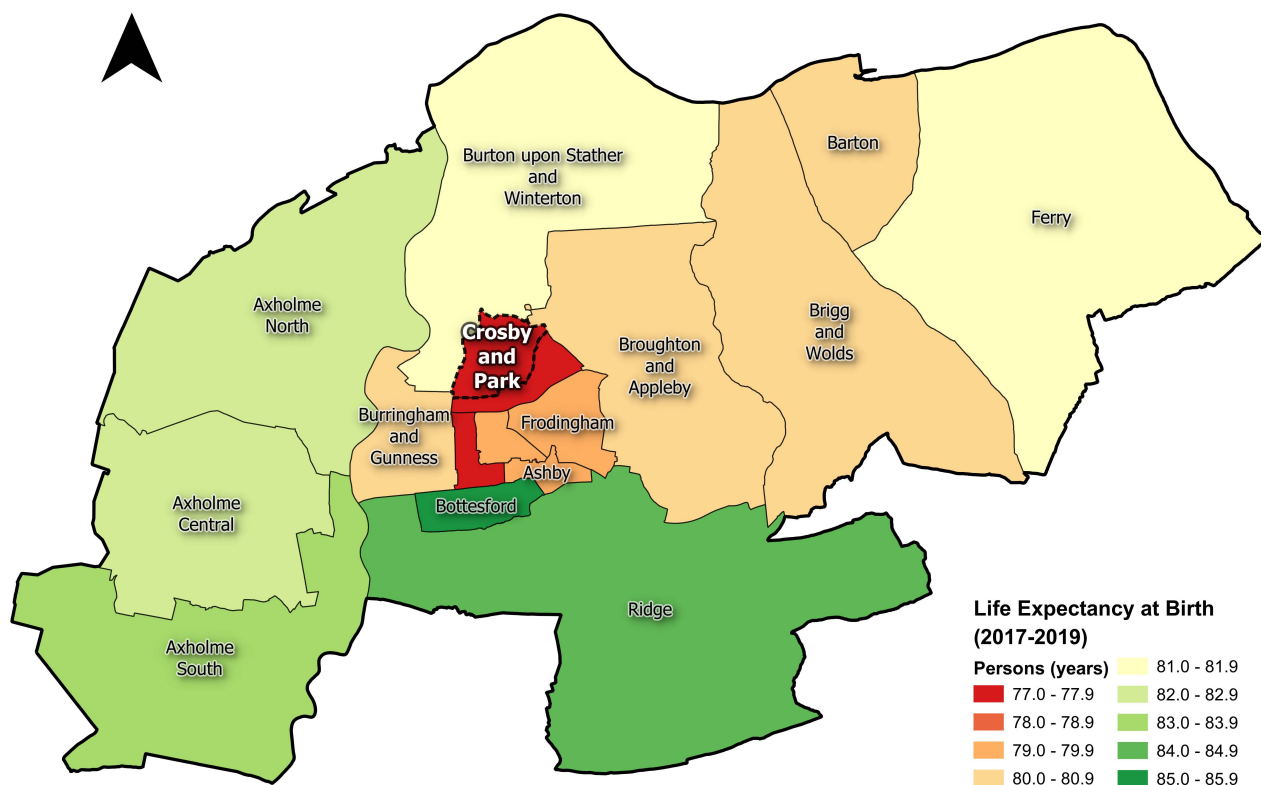 Burton upon Stather
and
Winterton
Barton
Ferry
Axholme
North
Crosby
and
Park
Broughton
and
Appleby
Brigg
and
Wolds
Burringham
and
Gunness
Frodingham
Ashby
Bottesford
Axholme
Central
Ridge
Axholme
South
Life Expectancy at Birth
(2017-2019)
Persons (years)
77.0 - 77.9
78.0 - 78.9
79.0 - 79.9
80.0 - 80.9
81.0 - 81.9
82.0 - 82.9
83.0 - 83.9
84.0 - 84.9
85.0 - 85.9